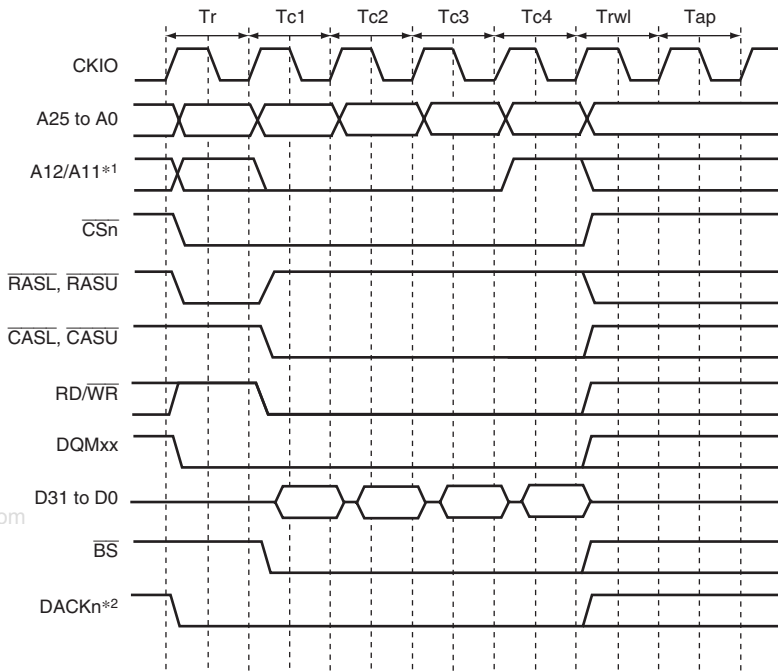 Tr Tc1 Tc2 Tc3 Tc4 Trwl Tap
CKIO
A25 to A0
A12/A11*1
CSn
RASL, RASU
CASL, CASU
RD/WR
DQMxx
D31 to D0
om
BS
DACKn*2